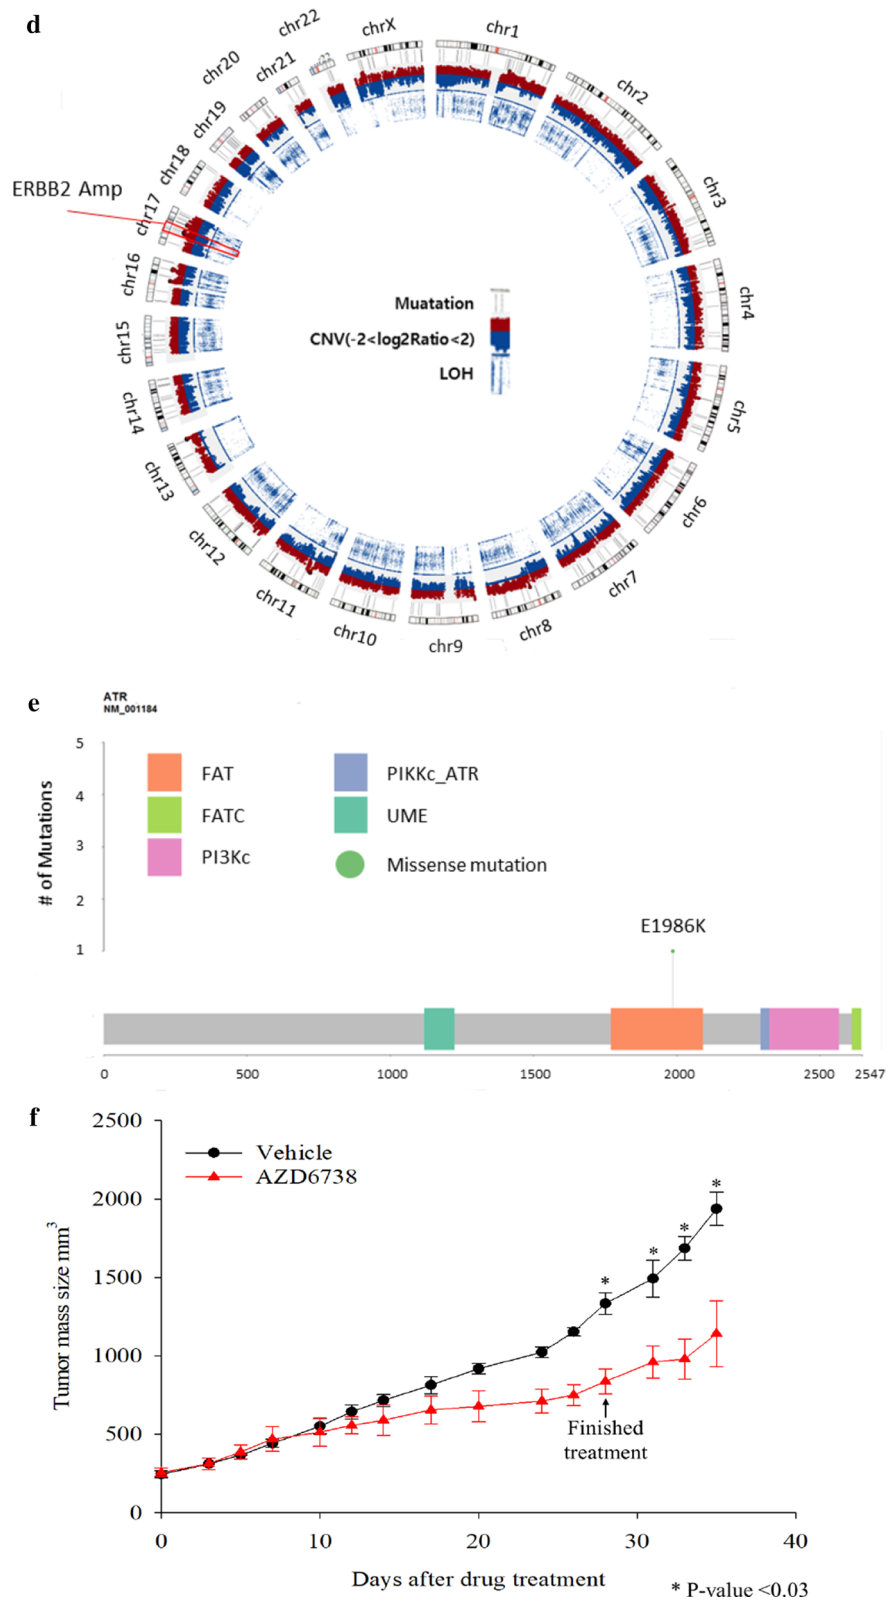 d
chrX
chr1
chr2
chr3
chr4
chr5
chr6
chr7
chr8
chr9
chr10
chr11
chr12
chr13
chr14
chr15
chr16
chr17
chr18
chr19
chr20
chr21
chr22
ERBB2 Amp
Muatation
CNV(-2<log2Ratio<2)
LOH
e
ATR
NM_001184
# of Mutations
5
4
3
2
1
FAT
FATC
PI3Kc
PIKKc_ATR
UME
Missense mutation
E1986K
0 500 1000 1500 2000 2500 2547
f
Tumor mass size mm³
2500
2000
1500
1000
500
0
Vehicle
AZD6738
* * * *
Finished
treatment
0 10 20 30 40
Days after drug treatment
* P-value <0.03